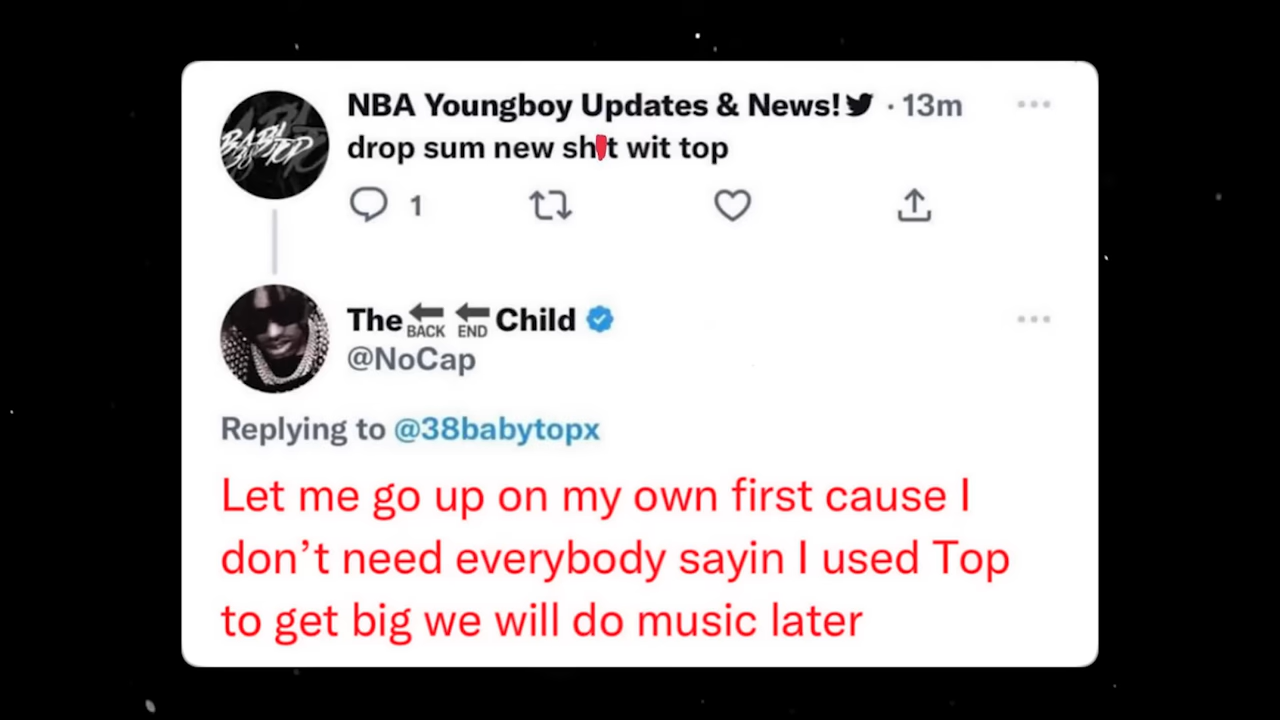 NBA Youngboy Updates & News! · 13m
drop sum new sh t wit top
1
The BACK END Child
@NoCap
Replying to @38babytopx
Let me go up on my own first cause I
don’t need everybody sayin I used Top
to get big we will do music later